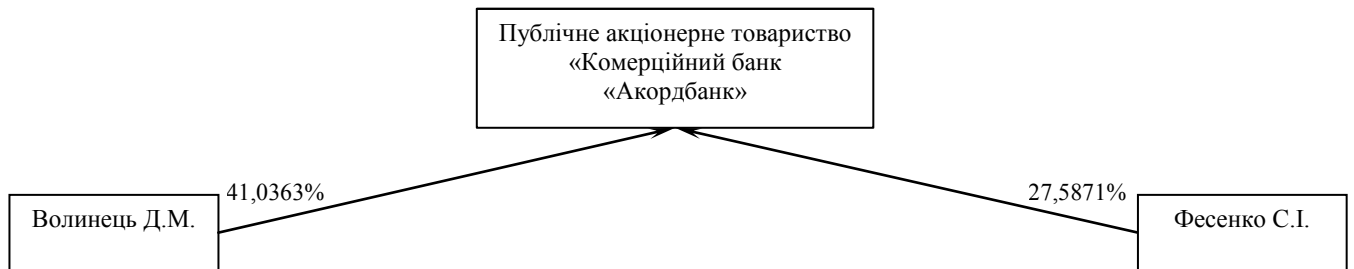 Публічне акціонерне товариство
«Комерційний банк
«Акордбанк»
41,0363%
27,5871%
Волинець Д.М.
Фесенко С.І.